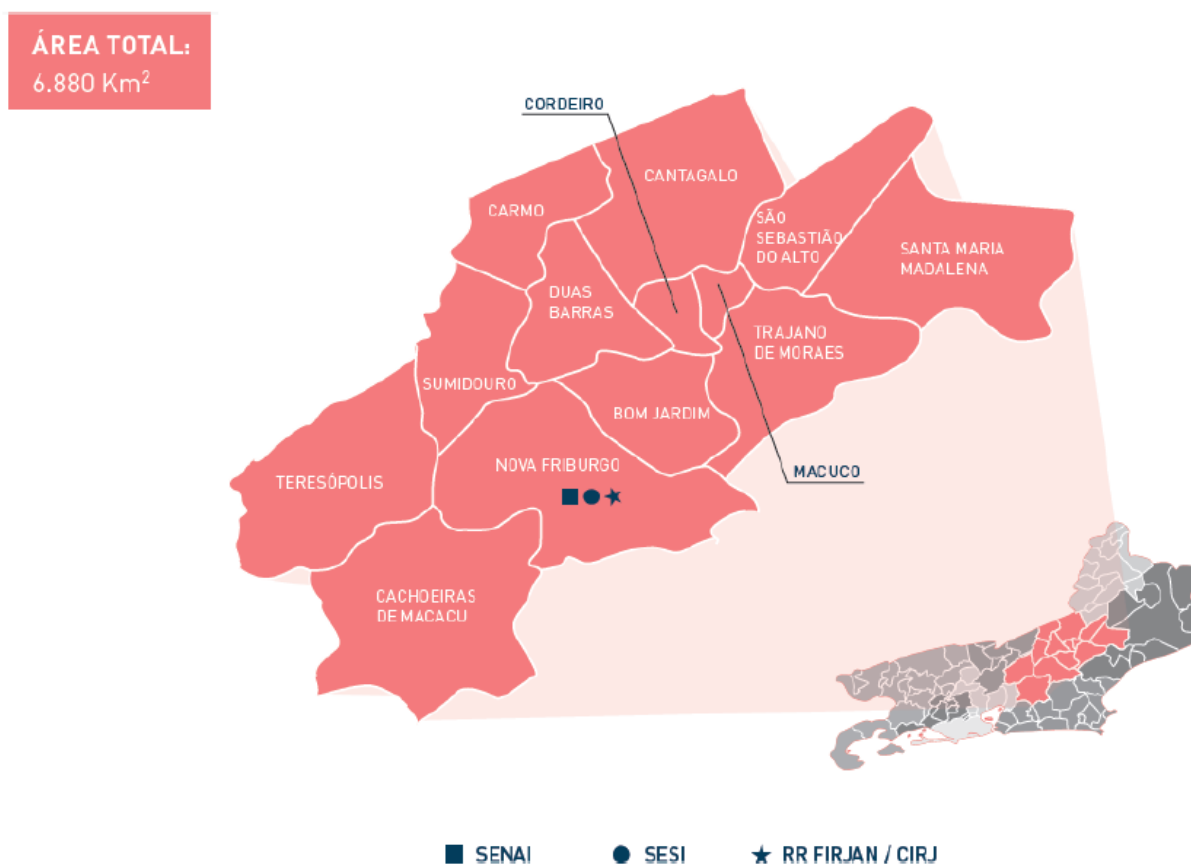 ÁREA TOTAL:
6.880 Km²
CORDEIRO
CANTAGALO
CARMO
SÃO
SEBASTIÃO
DO ALTO
SANTA MARIA
MADALENA
DUAS
BARRAS
TRAJANO
DE MORAES
SUMIDOURO
BOM JARDIM
NOVA FRIBURGO
MACUCO
TERESÓPOLIS
CACHOEIRAS
DE MACACU
SENAI
SESI
RR FIRJAN / CIRJ